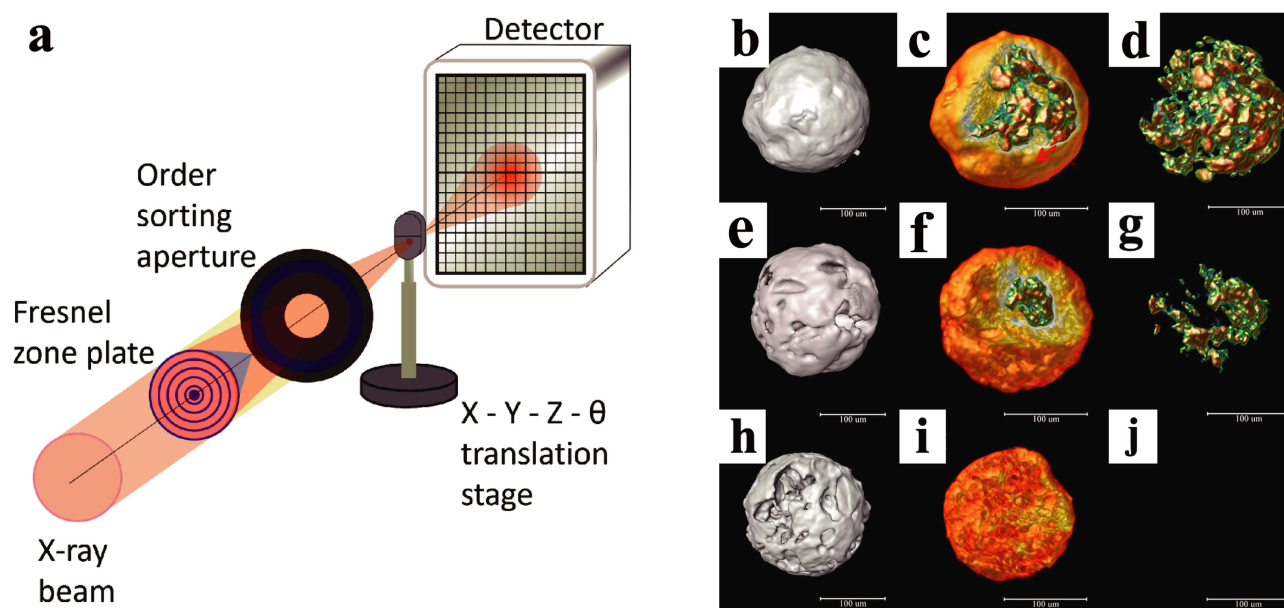 a
Detector
Order
sorting
aperture
Fresnel
zone plate
X - Y - Z - θ
translation
stage
X-ray
beam
b
c
d
100 um
100 um
100 um
e
f
g
100 um
100 um
100 um
h
i
j
100 um
100 um
100 um